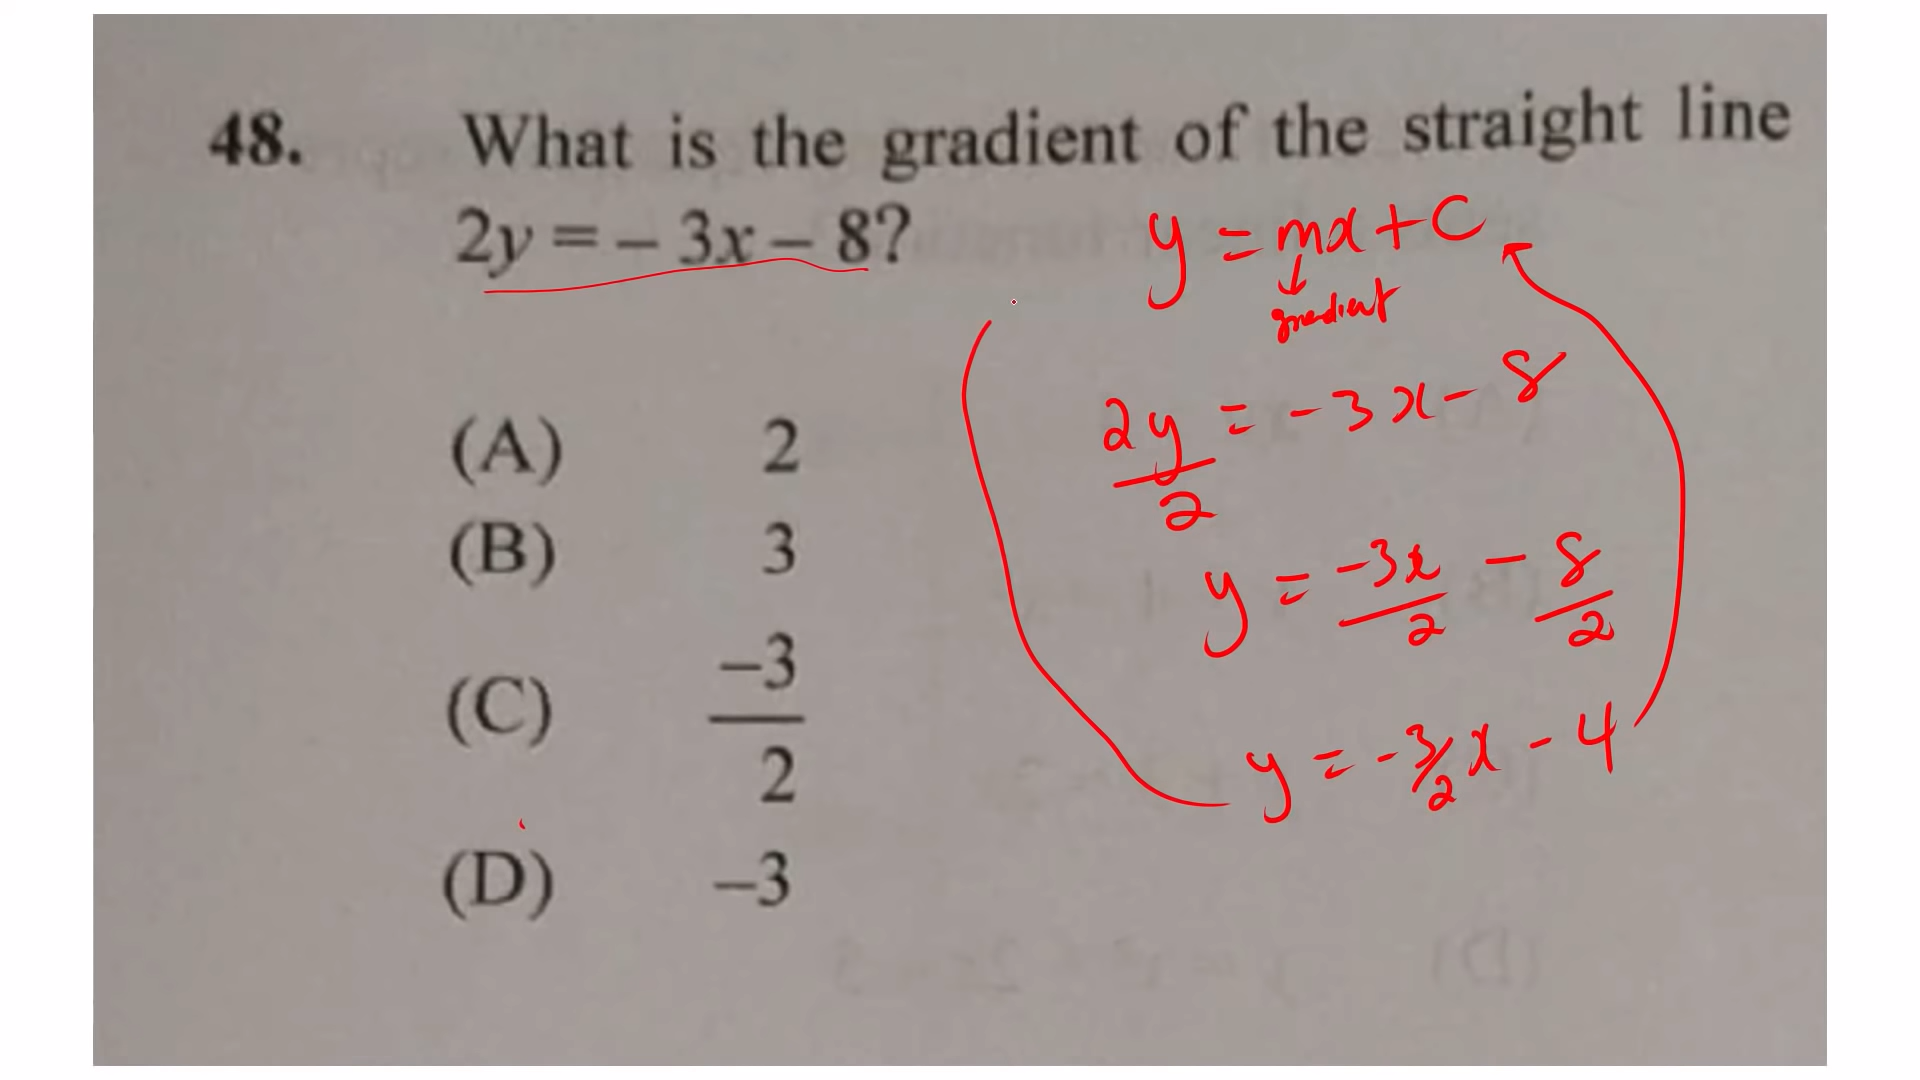 48. What is the gradient of the straight line
2y = – 3x – 8?
y = mx + C
gradient
2y/2 = -3x - 8
y = -3x/2 - 8/2
y = -3/2 x - 4
(A) 2
(B) 3
(C) –3/2
(D) –3